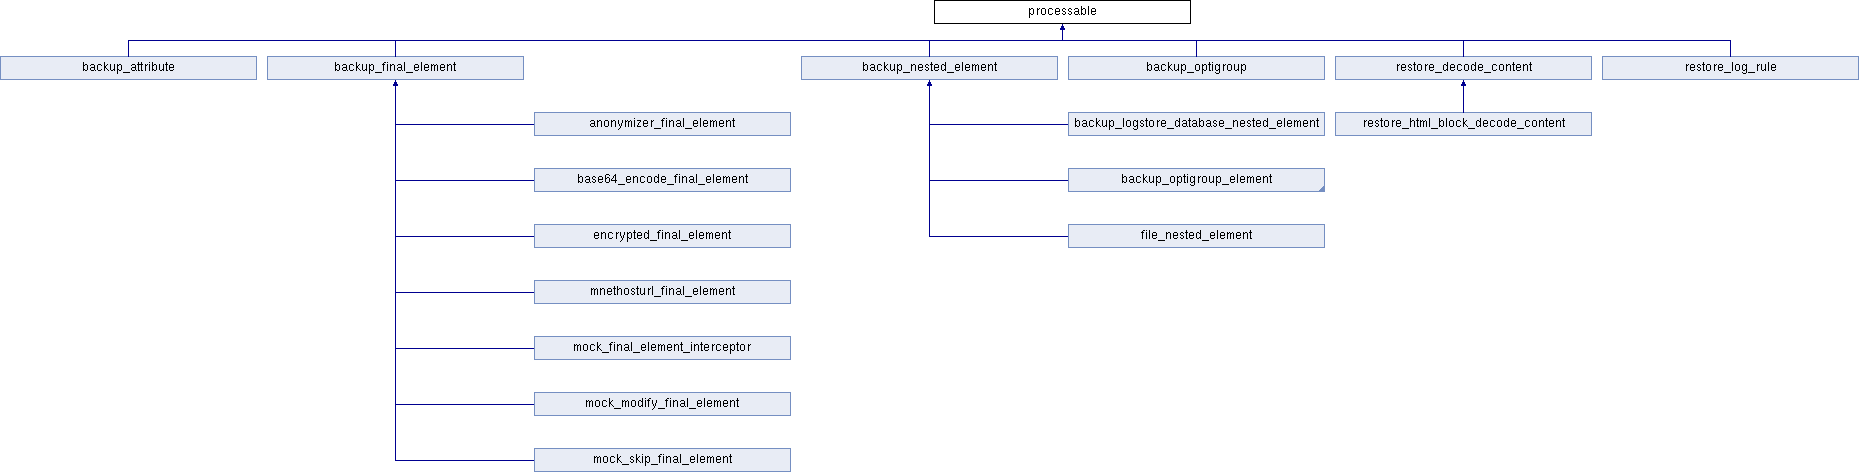 processable
backup_attribute
backup_final_element
backup_nested_element
backup_optigroup
restore_decode_content
restore_log_rule
anonymizer_final_element
backup_logstore_database_nested_element
restore_html_block_decode_content
base64_encode_final_element
backup_optigroup_element
encrypted_final_element
file_nested_element
mnethosturl_final_element
mock_final_element_interceptor
mock_modify_final_element
mock_skip_final_element